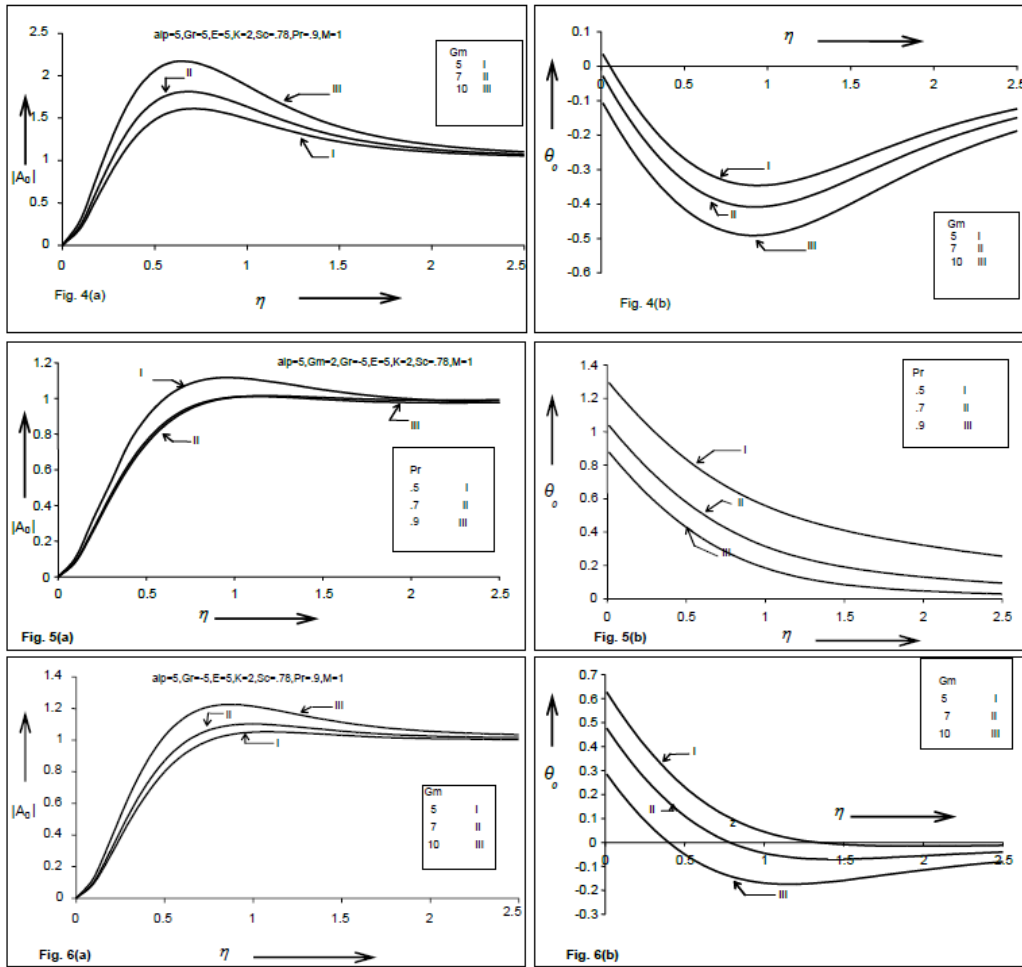 alp=5,Gr=5,E=5,K=2,Sc=.78,Pr=.9,M=1
2.5
2
1.5
1
0.5
0
|A₀|
0
0.5
1
1.5
2
2.5
II
III
I
Gm
5 I
7 II
10 III
Fig. 4(a)
η
η
0.1
0
-0.1
-0.2
-0.3
-0.4
-0.5
-0.6
θ₀
0
0.5
1
1.5
2
2.5
I
II
III
Gm
5 I
7 II
10 III
Fig. 4(b)
alp=5,Gm=2,Gr=-5,E=5,K=2,Sc=.78,M=1
1.2
1
0.8
0.6
0.4
0.2
0
|A₀|
0
0.5
1
1.5
2
2.5
I
II
III
Pr
.5 I
.7 II
.9 III
η
Fig. 5(a)
1.4
1.2
1
0.8
0.6
0.4
0.2
0
θ₀
0
0.5
1
1.5
2
2.5
I
II
III
Pr
.5 I
.7 II
.9 III
Fig. 5(b)
η
alp=5,Gr=-5,E=5,K=2,Sc=.78,Pr=.9,M=1
1.4
1.2
1
0.8
0.6
0.4
0.2
0
|A₀|
0
0.5
1
1.5
2
2.5
II
III
I
Gm
5 I
7 II
10 III
Fig. 6(a)
η
0.7
0.6
0.5
0.4
0.3
0.2
0.1
0
-0.1
-0.2
-0.3
θ₀
0
0.5
1
1.5
2
2.5
I
II
2
III
η
Gm
5 I
7 II
10 III
Fig. 6(b)